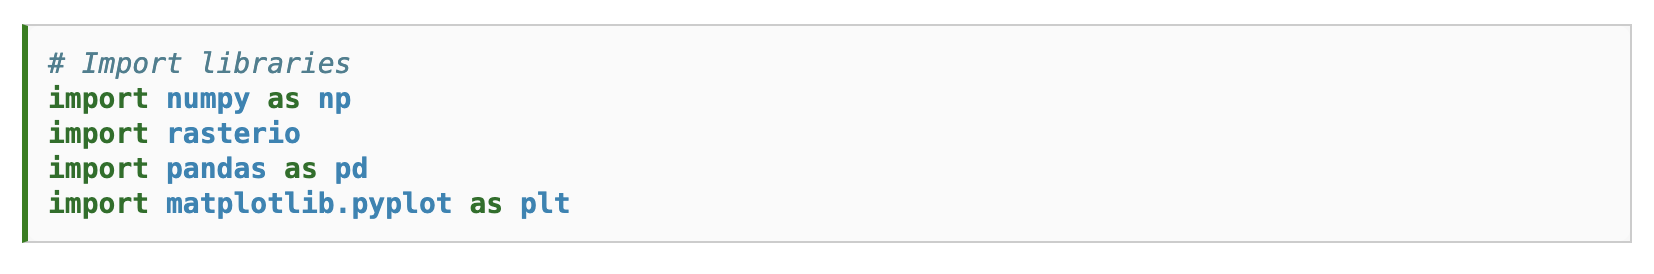 # Import libraries
import numpy as np
import rasterio
import pandas as pd
import matplotlib.pyplot as plt